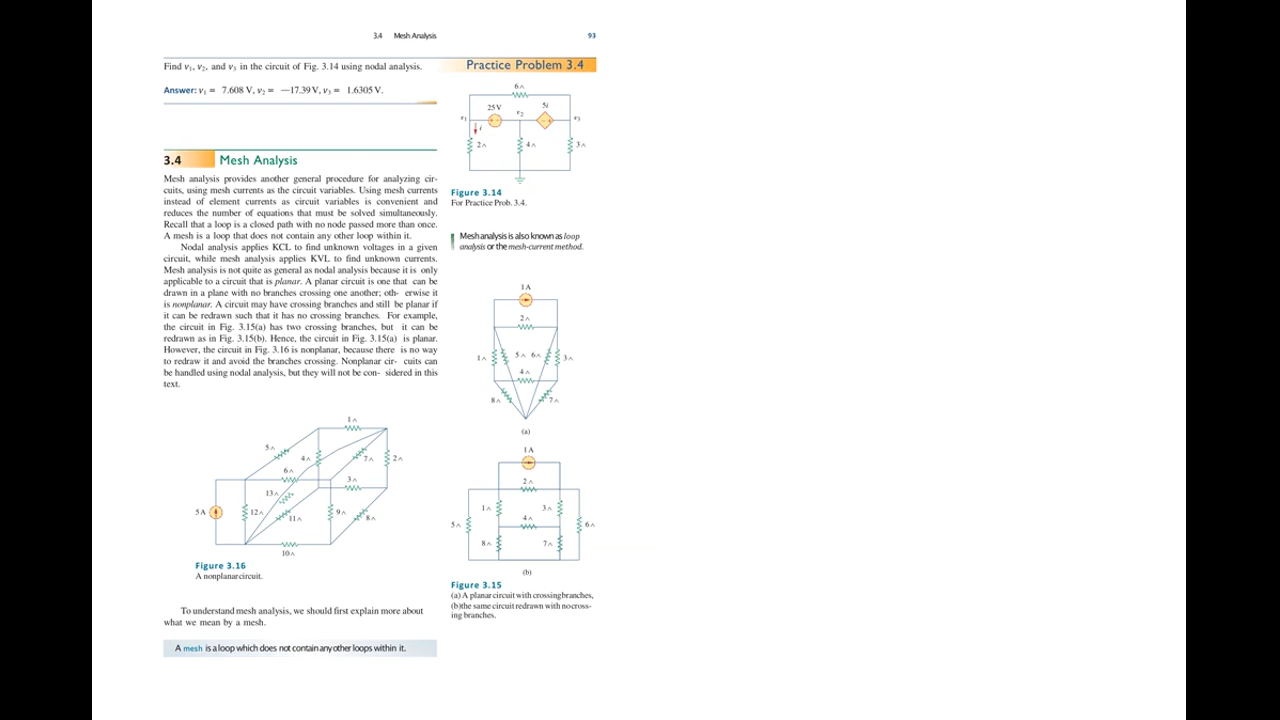 3.4 Mesh Analysis 93
Find v1, v2, and v3 in the circuit of Fig. 3.14 using nodal analysis.
Answer: v1 = 7.608 V, v2 = —17.39 V, v3 = 1.6305 V.
3.4 Mesh Analysis
Mesh analysis provides another general procedure for analyzing cir-
cuits, using mesh currents as the circuit variables. Using mesh currents
instead of element currents as circuit variables is convenient and
reduces the number of equations that must be solved simultaneously.
Recall that a loop is a closed path with no node passed more than once.
A mesh is a loop that does not contain any other loop within it.
Nodal analysis applies KCL to find unknown voltages in a given
circuit, while mesh analysis applies KVL to find unknown currents.
Mesh analysis is not quite as general as nodal analysis because it is only
applicable to a circuit that is planar. A planar circuit is one that can be
drawn in a plane with no branches crossing one another; oth- erwise it
is nonplanar. A circuit may have crossing branches and still be planar if
it can be redrawn such that it has no crossing branches. For example,
the circuit in Fig. 3.15(a) has two crossing branches, but it can be
redrawn as in Fig. 3.15(b). Hence, the circuit in Fig. 3.15(a) is planar.
However, the circuit in Fig. 3.16 is nonplanar, because there is no way
to redraw it and avoid the branches crossing. Nonplanar cir- cuits can
be handled using nodal analysis, but they will not be con- sidered in this
text.
1 ^
5 ^
4 ^
7 ^
2 ^
6 ^
3 ^
13 ^
5 A
12 ^
11 ^
9 ^
8 ^
10 ^
Figure 3.16
A nonplanar circuit.
To understand mesh analysis, we should first explain more about
what we mean by a mesh.
A mesh is a loop which does not contain any other loops within it.
Practice Problem 3.4
6 ^
25 V
5i
v1
v2
v3
i
2 ^
4 ^
3 ^
Figure 3.14
For Practice Prob. 3.4.
Mesh analysis is also known as loop
analysis or the mesh-current method.
1 A
2 ^
1 ^
5 ^
6 ^
3 ^
4 ^
8 ^
7 ^
(a)
1 A
2 ^
1 ^
3 ^
5 ^
4 ^
6 ^
8 ^
7 ^
(b)
Figure 3.15
(a) A planar circuit with crossing branches,
(b) the same circuit redrawn with no cross-
ing branches.